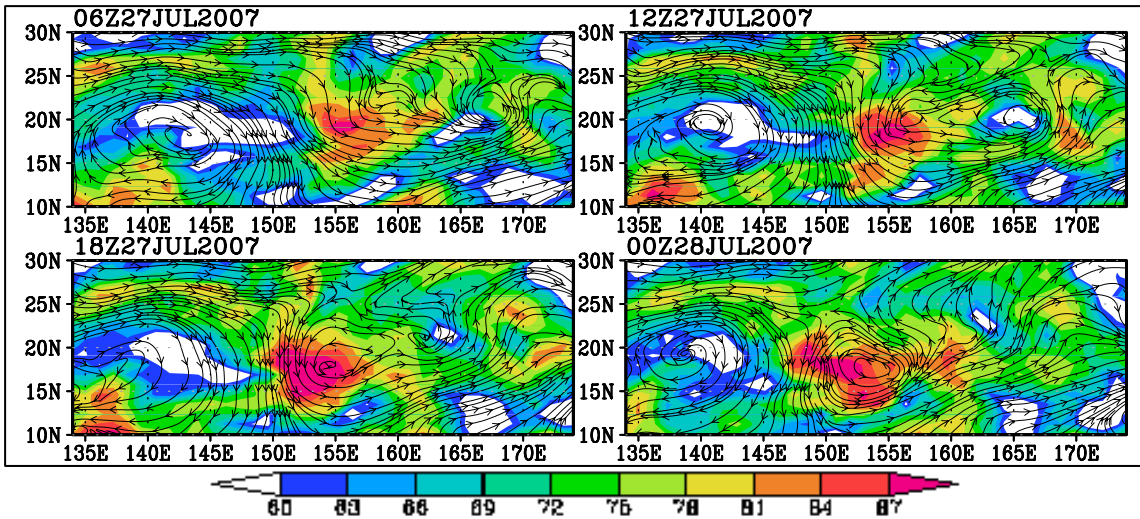 06Z27JUL2007 12Z27JUL2007
30N 30N
25N 25N
20N 20N
15N 15N
10N 10N
135E 140E 145E 150E 155E 160E 165E 170E 135E 140E 145E 150E 155E 160E 165E 170E
18Z27JUL2007 00Z28JUL2007
30N 30N
25N 25N
20N 20N
15N 15N
10N 10N
135E 140E 145E 150E 155E 160E 165E 170E 135E 140E 145E 150E 155E 160E 165E 170E
60 63 66 69 72 75 78 81 84 87